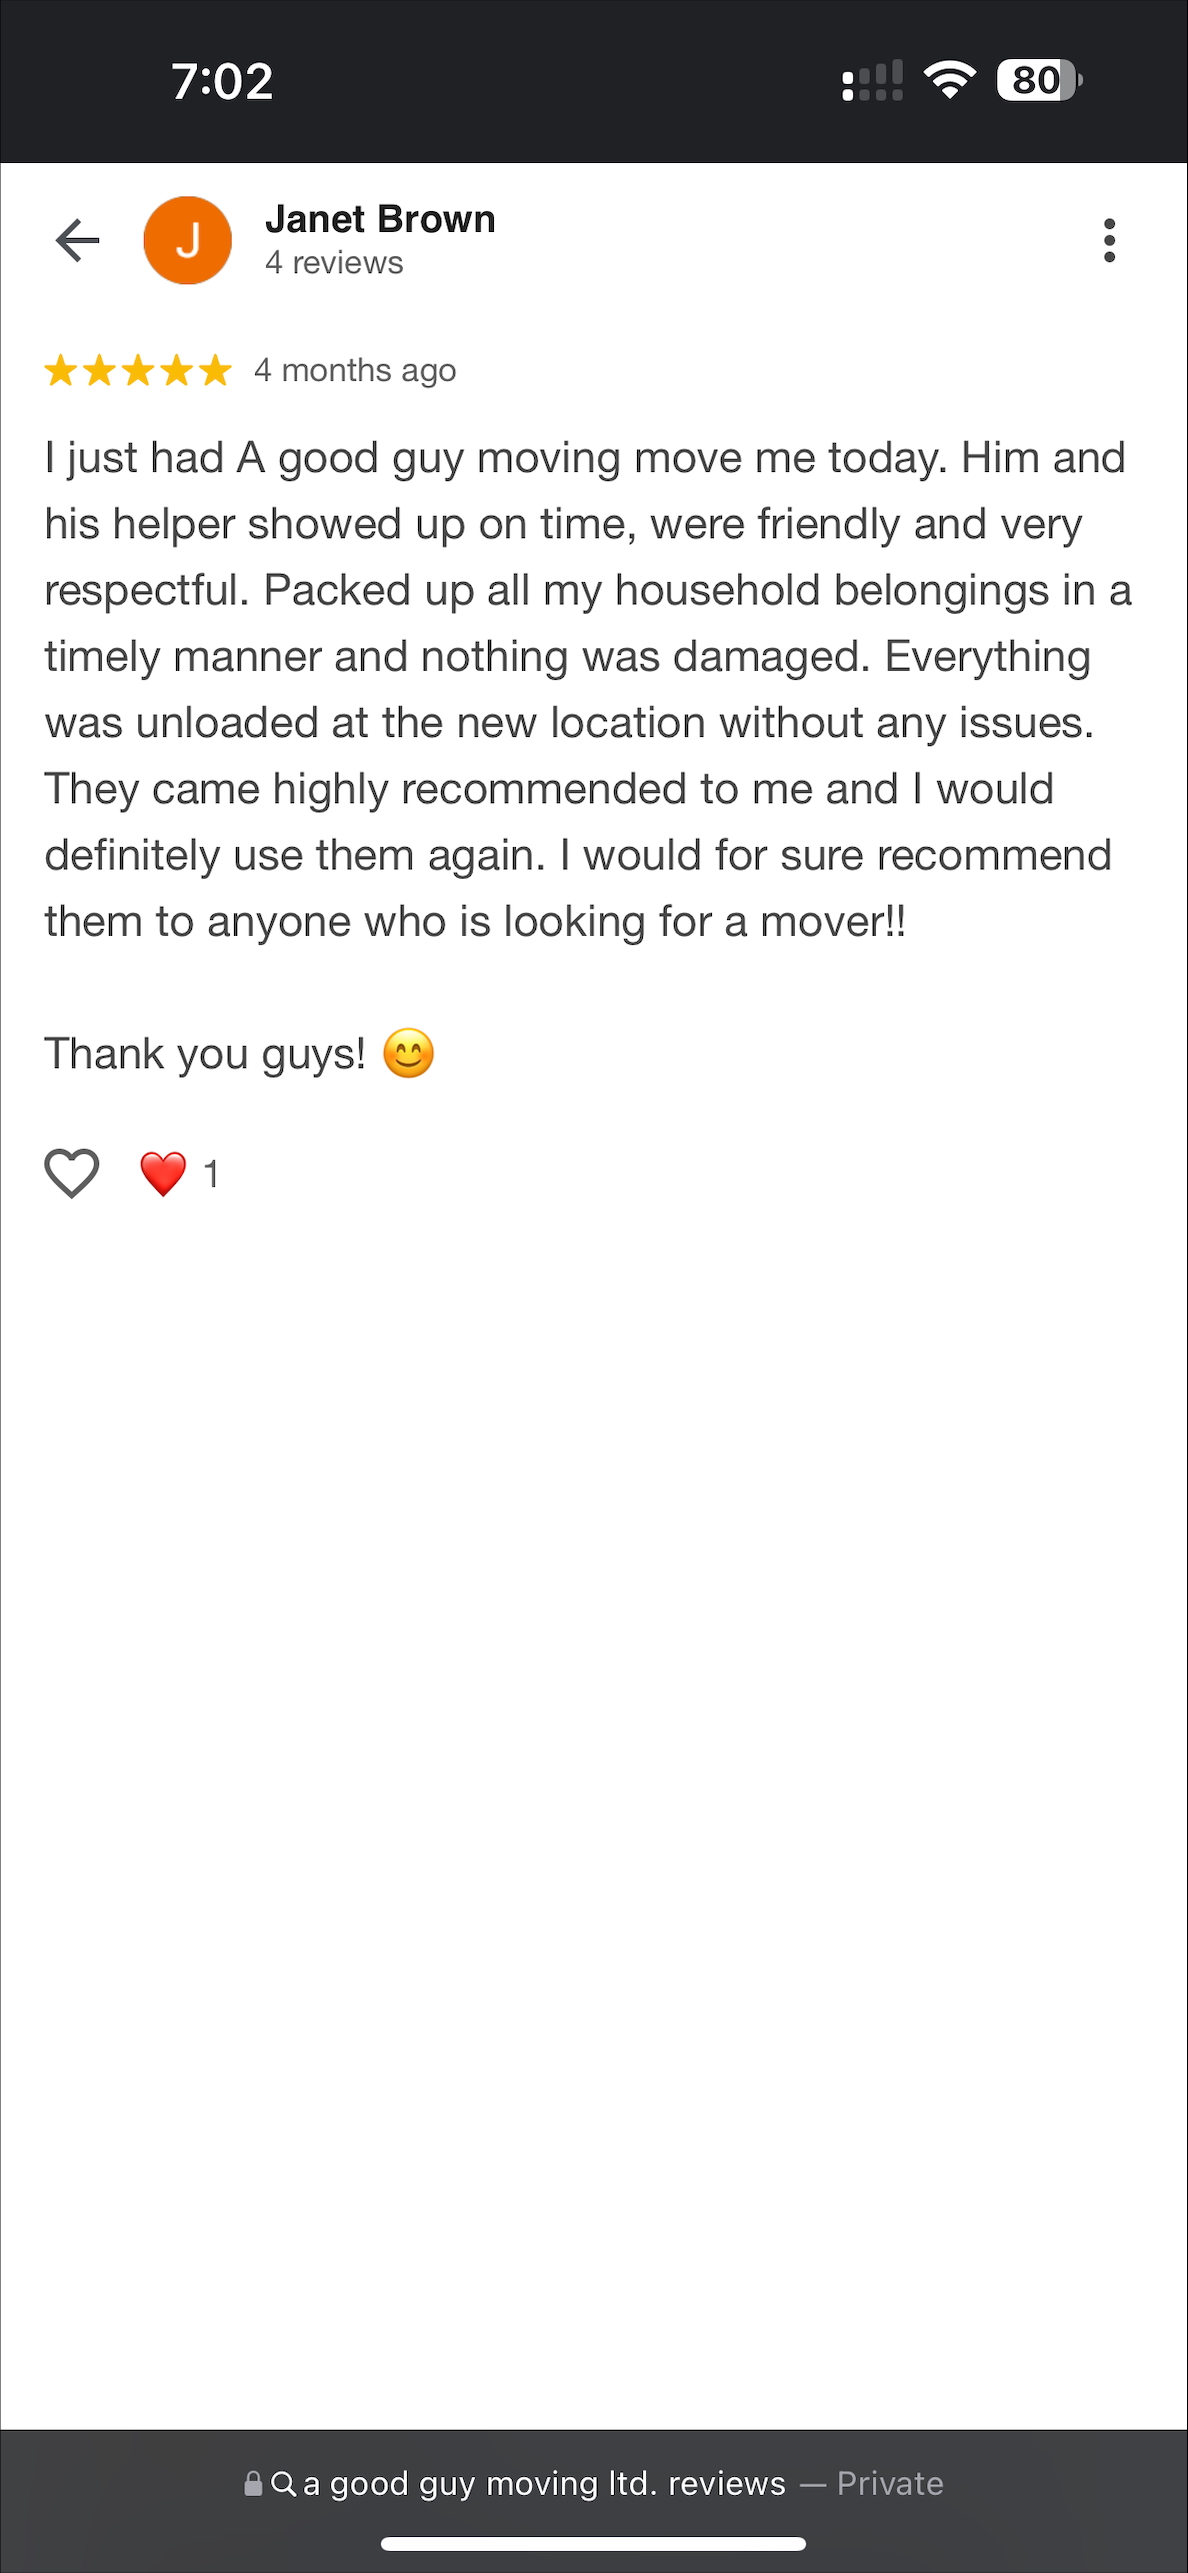 7:02
80
J
Janet Brown
4 reviews
4 months ago
I just had A good guy moving move me today. Him and
his helper showed up on time, were friendly and very
respectful. Packed up all my household belongings in a
timely manner and nothing was damaged. Everything
was unloaded at the new location without any issues.
They came highly recommended to me and I would
definitely use them again. I would for sure recommend
them to anyone who is looking for a mover!!
Thank you guys! 😊
❤️ 1
a good guy moving ltd. reviews — Private